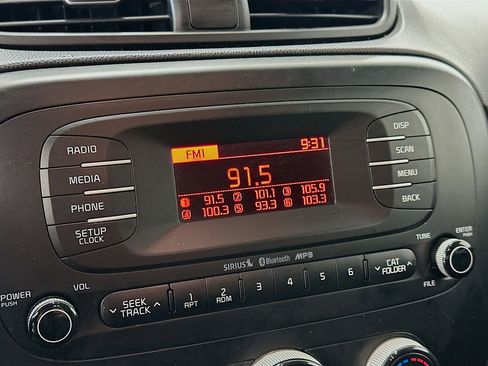 FM1 9:31
91.5
1 91.5 2 101.1 3 105.9
4 100.3 5 93.3 6 103.3
RADIO
MEDIA
PHONE
SETUP
CLOCK
DISP
SCAN
MENU
BACK
SIRIUS Bluetooth MP3
POWER
PUSH
VOL
SEEK
TRACK
1
RPT
2
RDM
3
4
5
6
CAT
FOLDER
TUNE
FILE
ENTER
PUSH